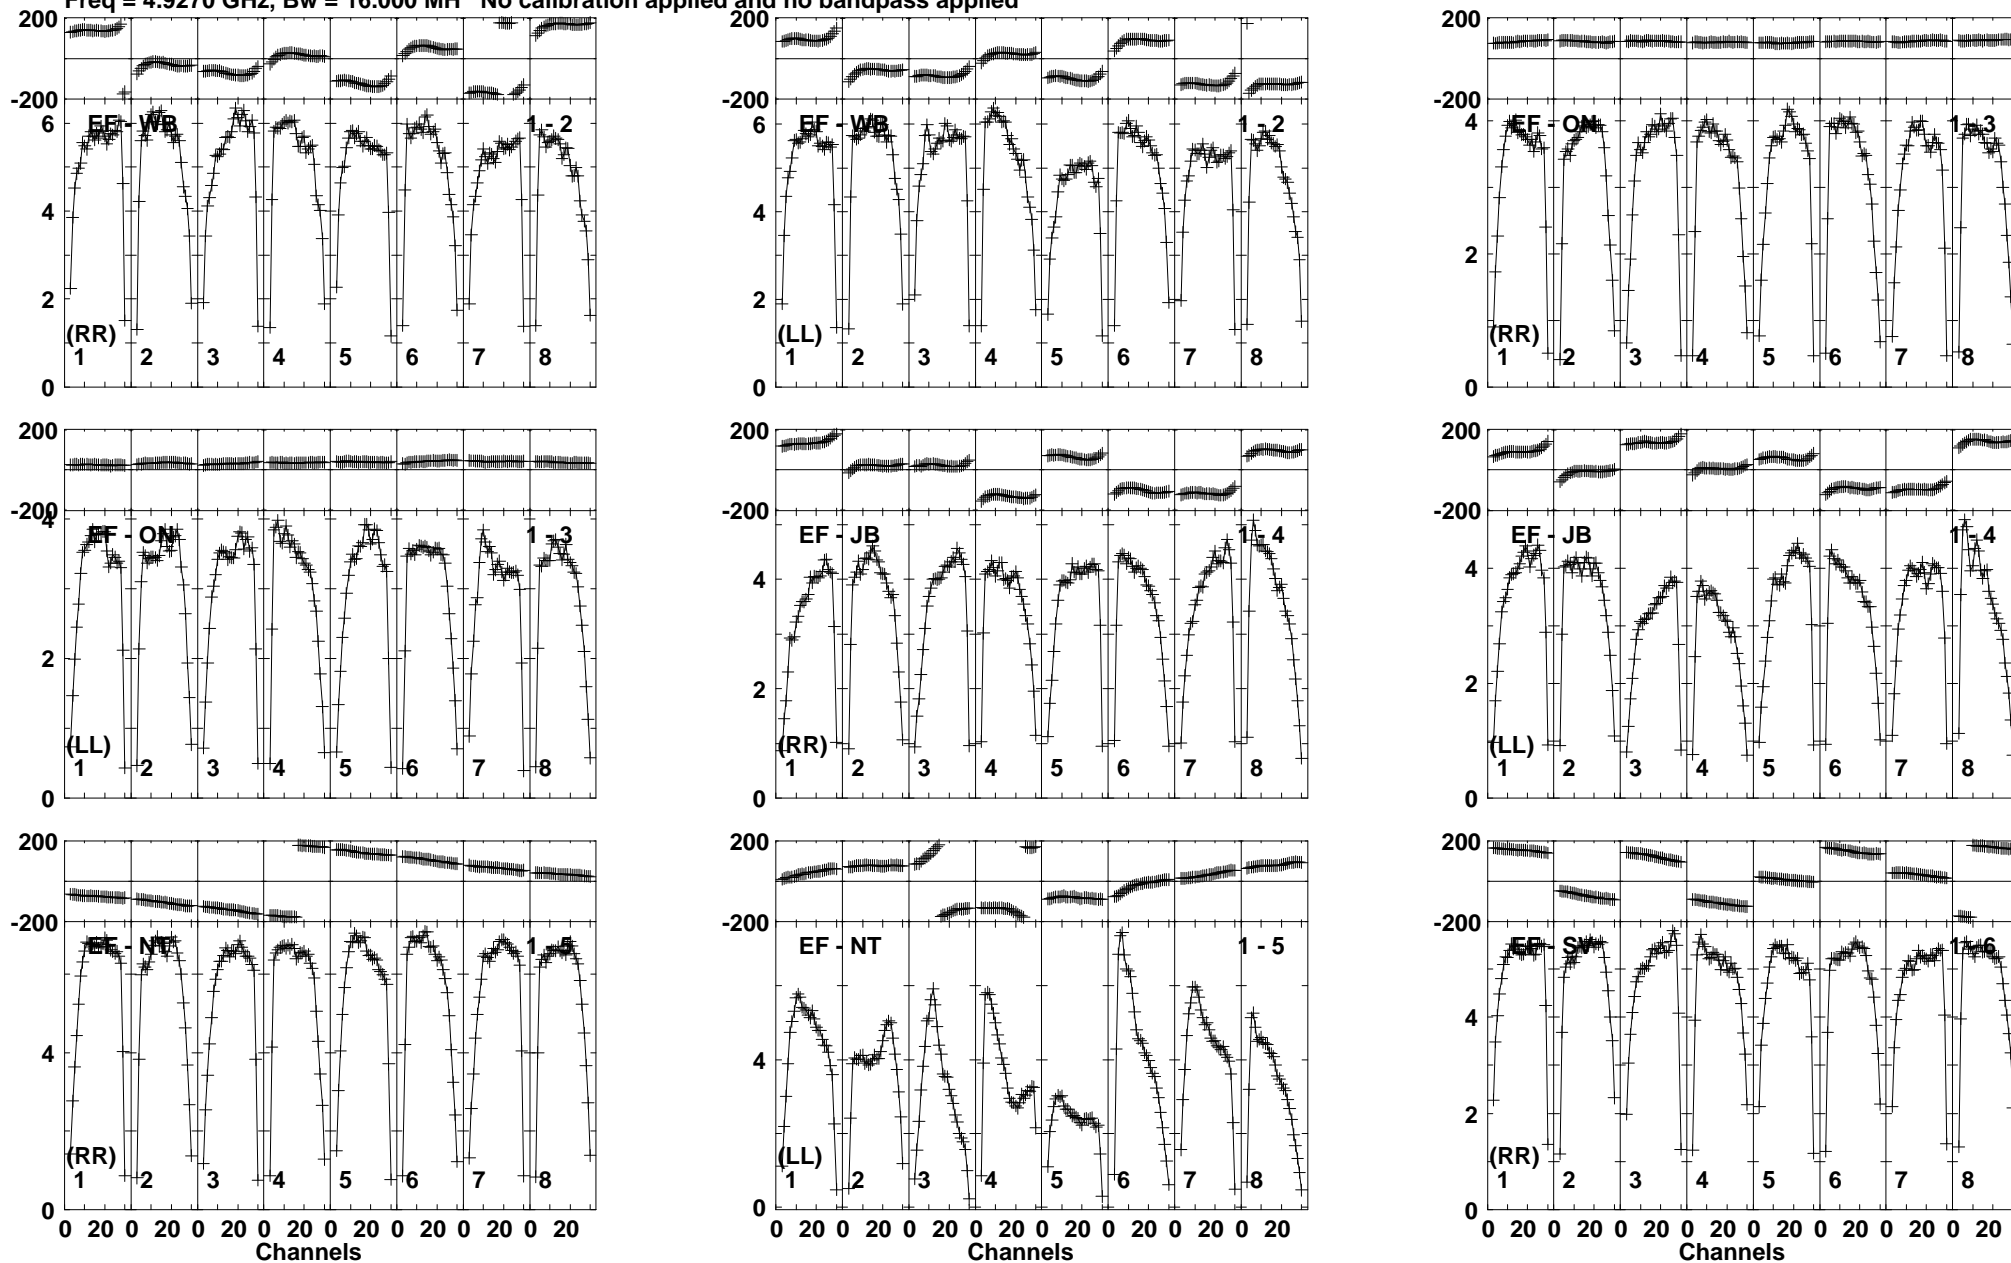 Freq = 4.9270 GHz, Bw = 16.000 MH No calibration applied and no bandpass applied
200 200 200
-200 -200 -200
EF - WB 1 - 2 EF - WB 1 - 2 EF - ON 1 - 3
6 6 4
4 4
2 2 2
(RR) (LL) (RR)
1 2 3 4 5 6 7 8 1 2 3 4 5 6 7 8 1 2 3 4 5 6 7 8
0 0 0
200 200 200
-200 -200 -200
4
EF - ON 1 - 3 EF - JB 1 - 4 EF - JB 1 - 4
4 4
2 2 2
(LL) (RR) (LL)
1 2 3 4 5 6 7 8 1 2 3 4 5 6 7 8 1 2 3 4 5 6 7 8
0 0 0
200 200 200
-200 -200 -200
EF - NT 1 - 5 EF - NT 1 - 5 EF - SV 1 - 6
4 4 4
2
(RR) (LL) (RR)
1 2 3 4 5 6 7 8 1 2 3 4 5 6 7 8 1 2 3 4 5 6 7 8
0 0 0
0 20 0 20 0 20 0 20 0 20 0 20 0 20 0 20 0 20 0 20 0 20 0 20 0 20 0 20 0 20 0 20 0 20 0 20 0 20 0 20 0 20 0 20 0 20 0 20
Channels Channels